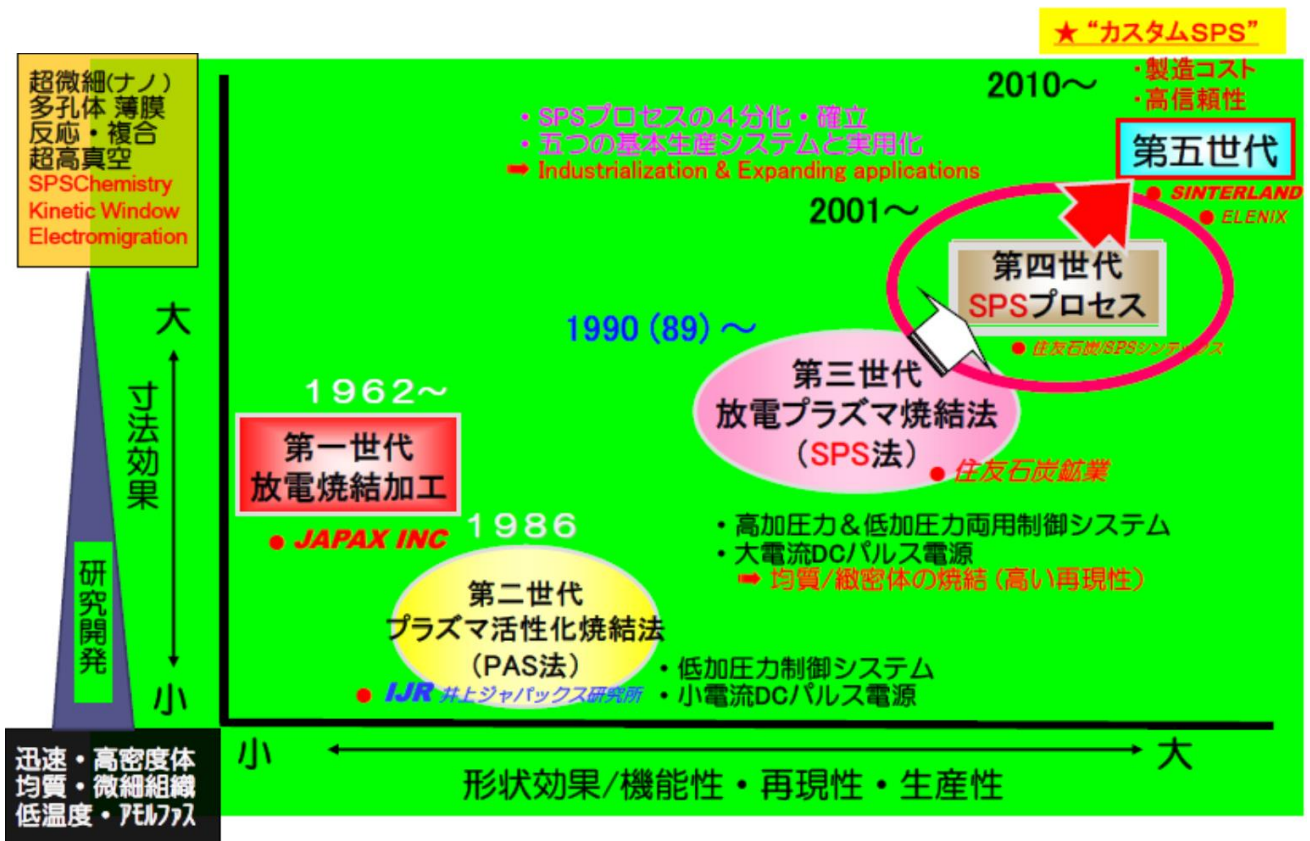 ★ “カスタムSPS”
・製造コスト
・高信頼性
2010～
第五世代
● SINTERLAND
● ELENIX
超微細(ナノ)
多孔体 薄膜
反応・複合
超高真空
SPSChemistry
Kinetic Window
Electromigration
・SPSプロセスの４分化・確立
・五つの基本生産システムと実用化
➡ Industrialization & Expanding applications
2001～
第四世代
SPSプロセス
● 住友石炭/SPSシンテックス
1990 (89) ～
第三世代
放電プラズマ焼結法
（SPS法）
● 住友石炭鉱業
・高加圧力＆低加圧力両用制御システム
・大電流DCパルス電源
➡ 均質/緻密体の焼結 (高い再現性)
１９６２～
第一世代
放電焼結加工
● JAPAX INC
１９８６
第二世代
プラズマ活性化焼結法
（PAS法）
● IJR 井上ジャパックス研究所
・低加圧力制御システム
・小電流DCパルス電源
大
寸法効果
小
研究開発
迅速・高密度体
均質・微細組織
低温度・ｱﾓﾙﾌｧｽ
小
大
形状効果/機能性・再現性・生産性